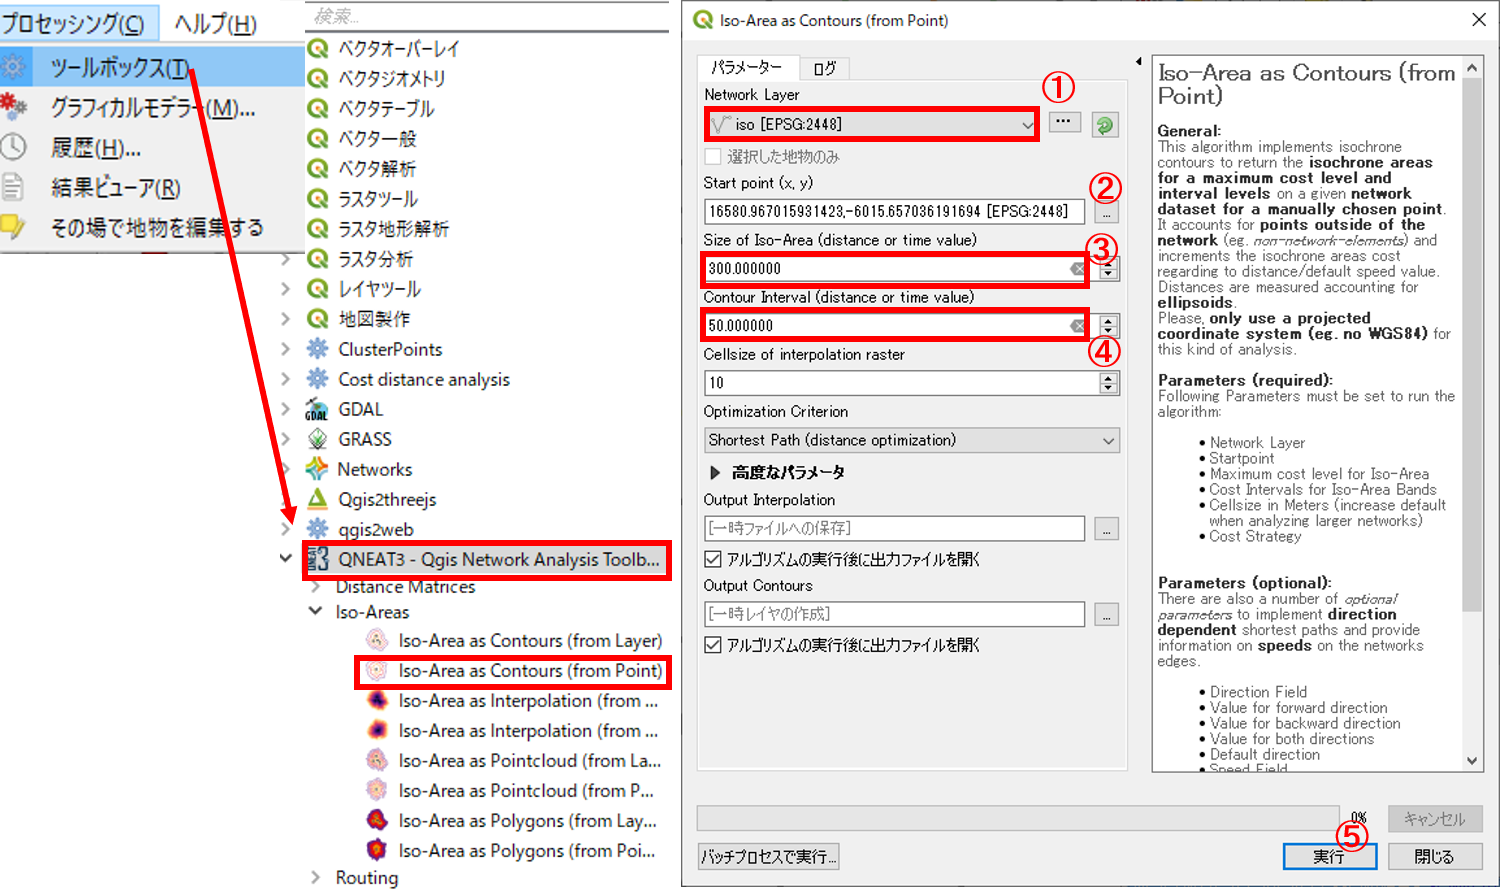 プロセッシング(C)
ヘルプ(H)
ツールボックス(T)
グラフィカルモデラー(M)...
履歴(H)...
結果ビューア(R)
その場で地物を編集する
検索...
ベクタオーバーレイ
ベクタジオメトリ
ベクタテーブル
ベクター一般
ベクタ解析
ラスタツール
ラスタ地形解析
ラスタ分析
レイヤツール
地図製作
ClusterPoints
Cost distance analysis
GDAL
GRASS
Networks
Qgis2threejs
qgis2web
QNEAT3 - Qgis Network Analysis Toolb...
Distance Matrices
Iso-Areas
Iso-Area as Contours (from Layer)
Iso-Area as Contours (from Point)
Iso-Area as Interpolation (from ...
Iso-Area as Interpolation (from ...
Iso-Area as Pointcloud (from La...
Iso-Area as Pointcloud (from P...
Iso-Area as Polygons (from Lay...
Iso-Area as Polygons (from Poi...
Routing
Iso-Area as Contours (from Point)
パラメーター
ログ
Network Layer
①
iso [EPSG:2448]
...
選択した地物のみ
Start point (x, y)
②
16580.967015931423,-6015.657036191694 [EPSG:2448]
...
Size of Iso-Area (distance or time value)
③
300.000000
Contour Interval (distance or time value)
50.000000
④
Cellsize of interpolation raster
10
Optimization Criterion
Shortest Path (distance optimization)
高度なパラメータ
Output Interpolation
[一時ファイルへの保存]
...
アルゴリズムの実行後に出力ファイルを開く
Output Contours
[一時レイヤの作成]
...
アルゴリズムの実行後に出力ファイルを開く
0%
キャンセル
⑤
バッチプロセスで実行...
実行
閉じる
Iso-Area as Contours (from
Point)
General:
This algorithm implements isochrone
contours to return the isochrone areas
for a maximum cost level and
interval levels on a given network
dataset for a manually chosen point.
It accounts for points outside of the
network (eg. non-network-elements) and
increments the isochrone areas cost
regarding to distance/default speed value.
Distances are measured accounting for
ellipsoids.
Please, only use a projected
coordinate system (eg. no WGS84) for
this kind of analysis.
Parameters (required):
Following Parameters must be set to run the
algorithm:
• Network Layer
• Startpoint
• Maximum cost level for Iso-Area
• Cost Intervals for Iso-Area Bands
• Cellsize in Meters (increase default
when analyzing larger networks)
• Cost Strategy
Parameters (optional):
There are also a number of optional
parameters to implement direction
dependent shortest paths and provide
information on speeds on the networks
edges.
• Direction Field
• Value for forward direction
• Value for backward direction
• Value for both directions
• Default direction
• Speed Field